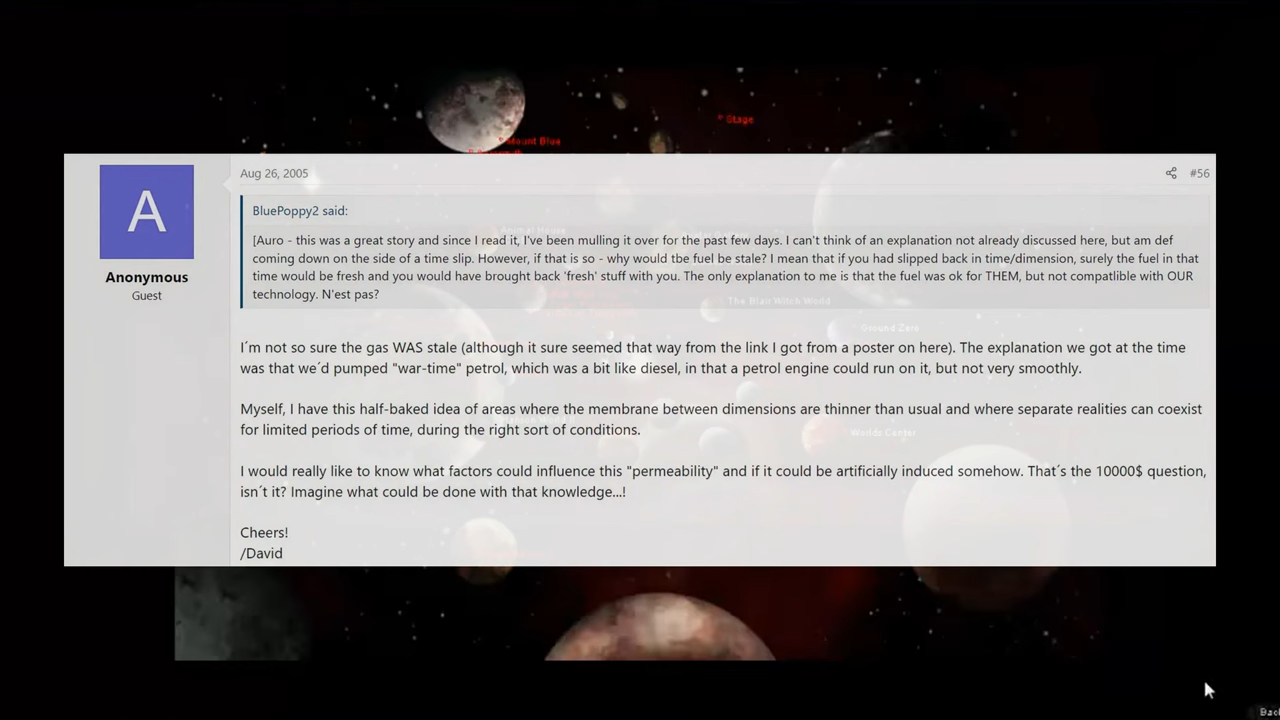 Stage
Mount Blue
A
Anonymous
Guest
Aug 26, 2005
#56
BluePoppy2 said:
[Auro - this was a great story and since I read it, I've been mulling it over for the past few days. I can't think of an explanation not already discussed here, but am def
coming down on the side of a time slip. However, if that is so - why would the fuel be stale? I mean that if you had slipped back in time/dimension, surely the fuel in that
time would be fresh and you would have brought back 'fresh' stuff with you. The only explanation to me is that the fuel was ok for THEM, but not compatlble with OUR
technology. N'est pas?
The Blair Witch World
Ground Zero
I´m not so sure the gas WAS stale (although it sure seemed that way from the link I got from a poster on here). The explanation we got at the time
was that we´d pumped "war-time" petrol, which was a bit like diesel, in that a petrol engine could run on it, but not very smoothly.
Myself, I have this half-baked idea of areas where the membrane between dimensions are thinner than usual and where separate realities can coexist
for limited periods of time, during the right sort of conditions.
Worlds Center
I would really like to know what factors could influence this "permeability" and if it could be artificially induced somehow. That´s the 10000$ question,
isn´t it? Imagine what could be done with that knowledge...!
Cheers!
/David